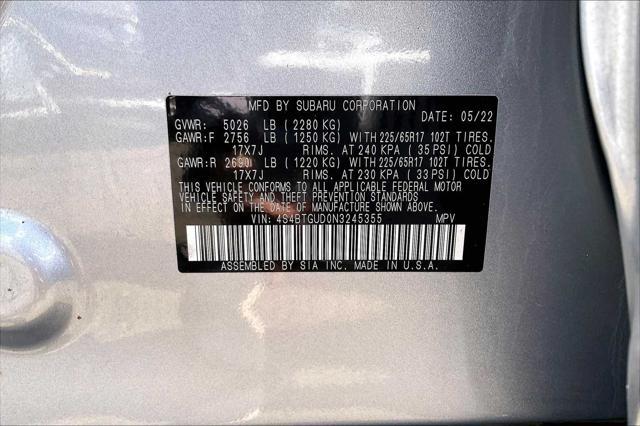 MFD BY SUBARU CORPORATION
DATE: 05/22
GVWR: 5026 LB (2280 KG)
GAWR:F 2756 LB (1250 KG) WITH 225/65R17 102T TIRES.
17X7J RIMS. AT 240 KPA (35 PSI) COLD
GAWR:R 2690 LB (1220 KG) WITH 225/65R17 102T TIRES.
17X7J RIMS. AT 230 KPA (33 PSI) COLD
THIS VEHICLE CONFORMS TO ALL APPLICABLE FEDERAL MOTOR
VEHICLE SAFETY AND THEFT PREVENTION STANDARDS
IN EFFECT ON THE DATE OF MANUFACTURE SHOWN ABOVE.
VIN: 4S4BTGUD0N3245355 MPV
ASSEMBLED BY SIA INC. MADE IN U.S.A.